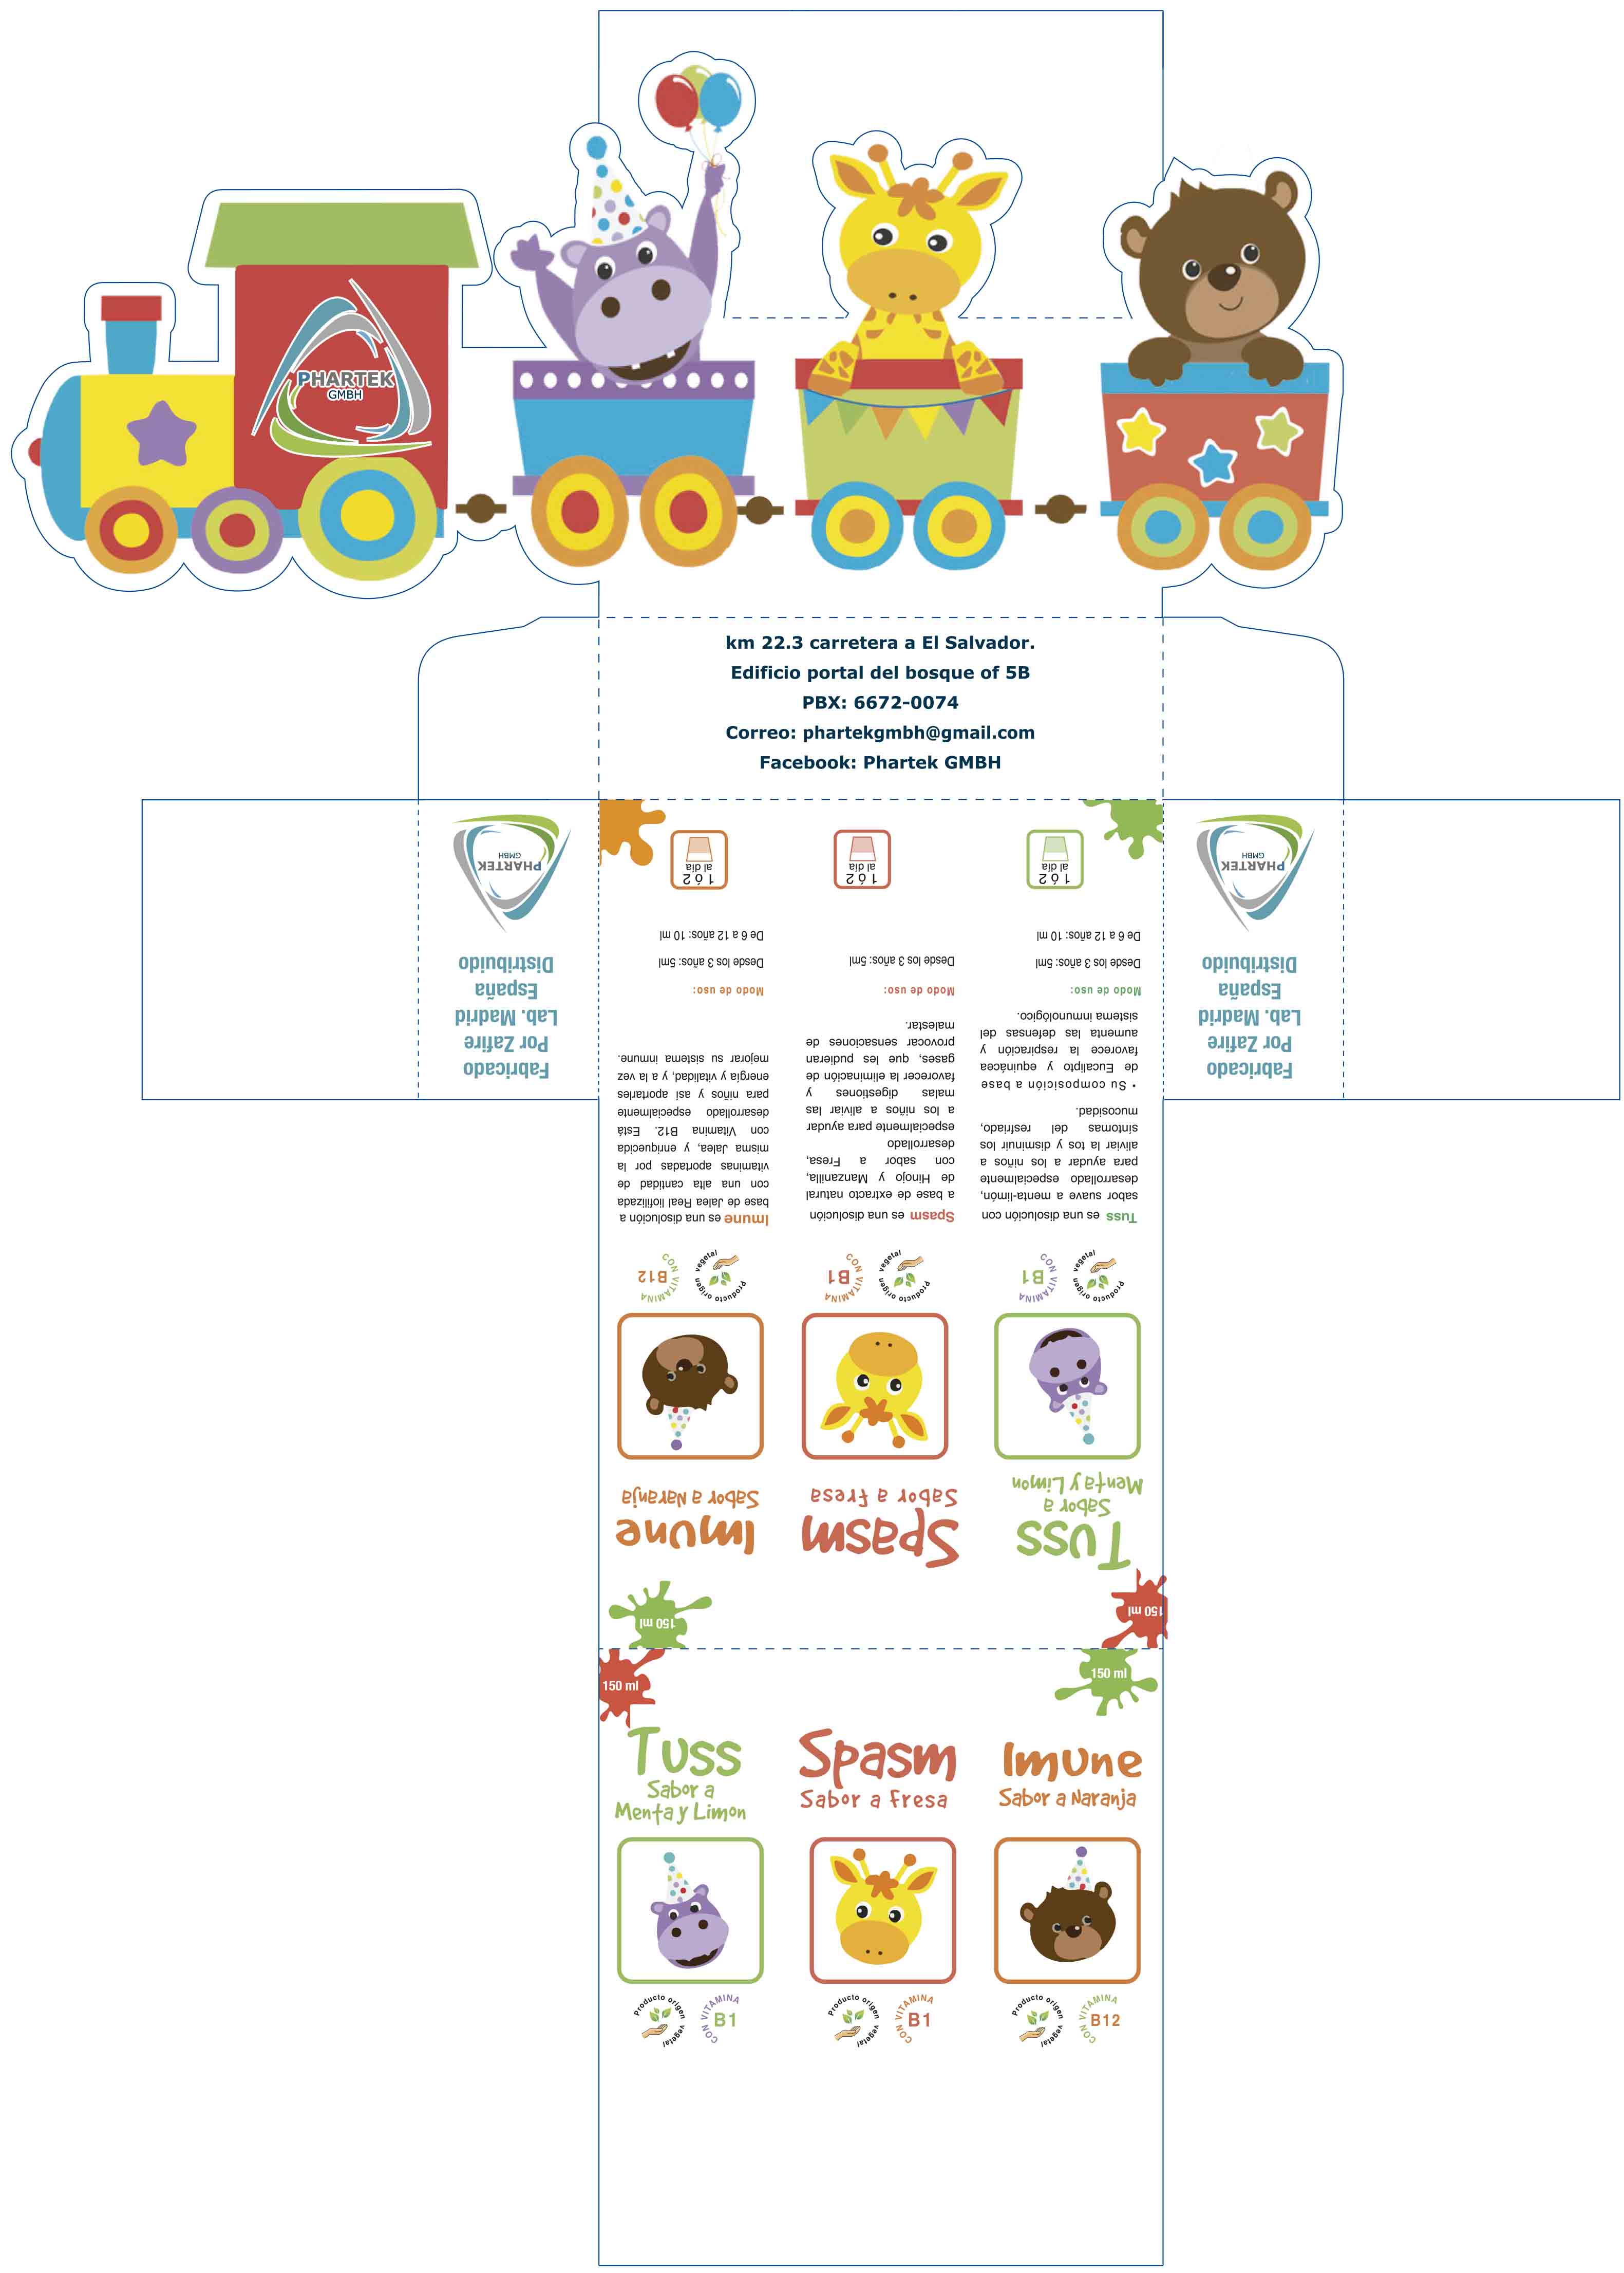 PHARTEK
GMBH
km 22.3 carretera a El Salvador.
Edificio portal del bosque of 5B
PBX: 6672-0074
Correo: phartekgmbh@gmail.com
Facebook: Phartek GMBH
Fabricado
Por Zafire
Lab. Madrid
España
Distribuido
PHARTEK
GMBH
Fabricado
Por Zafire
Lab. Madrid
España
Distribuido
PHARTEK
GMBH
150 ml
150 ml
Tuss
Sabor a
Menta y Limon
Producto origen vegetal
CON VITAMINA
B1
Tuss es una disolución con
sabor suave a menta-limón,
desarrollado especialmente
para ayudar a los niños a
aliviar la tos y disminuir los
síntomas del resfriado,
mucosidad.
• Su composición a base
de Eucalipto y equinácea
favorece la respiración y
aumenta las defensas del
sistema inmunológico.
Modo de uso:
Desde los 3 años: 5ml
De 6 a 12 años: 10 ml
1 ó 2
al día
Spasm
Sabor a Fresa
Producto origen vegetal
CON VITAMINA
B1
Spasm es una disolución
a base de extracto natural
de Hinojo y Manzanilla,
con sabor a Fresa,
desarrollado
especialmente para ayudar
a los niños a aliviar las
malas digestiones y
favorecer la eliminación de
gases, que les pudieran
provocar sensaciones de
malestar.
Modo de uso:
Desde los 3 años: 5ml
1 ó 2
al día
Imune
Sabor a Naranja
Producto origen vegetal
CON VITAMINA
B12
Imune es una disolución a
base de Jalea Real liofilizada
con una alta cantidad de
vitaminas aportadas por la
misma Jalea, y enriquecida
con Vitamina B12. Está
desarrollado especialmente
para niños y así aportarles
energía y vitalidad, y a la vez
mejorar su sistema inmune.
Modo de uso:
Desde los 3 años: 5ml
De 6 a 12 años: 10 ml
1 ó 2
al día
150 ml
150 ml
Tuss
Sabor a
Menta y Limon
Producto origen vegetal
CON VITAMINA
B1
Spasm
Sabor a Fresa
Producto origen vegetal
CON VITAMINA
B1
Imune
Sabor a Naranja
Producto origen vegetal
CON VITAMINA
B12